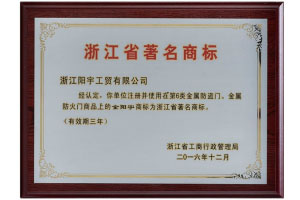 浙江省著名商标
浙江阳宇工贸有限公司
经认定，你单位注册并使用在第6类金属防盗门、金属
防火门商品上的金阳宇商标为浙江省著名商标。
（有效期三年）
浙江省工商行政管理局
二〇一六年十二月